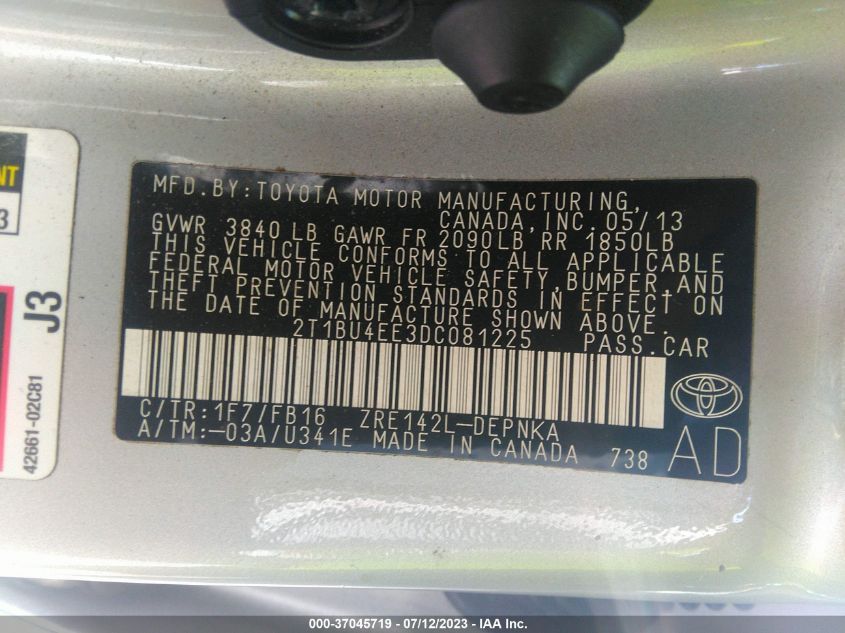 NT
3
J3
42661-02C81
MFD.BY:TOYOTA MOTOR MANUFACTURING,
CANADA,INC.05/13
GVWR 3840 LB GAWR FR 2090LB RR 1850LB
THIS VEHICLE CONFORMS TO ALL APPLICABLE
FEDERAL MOTOR VEHICLE SAFETY,BUMPER,AND
THEFT PREVENTION STANDARDS IN EFFECT ON
THE DATE OF MANUFACTURE SHOWN ABOVE.
2T1BU4EE3DC081225 PASS.CAR
C/TR:1F7/FB16 ZRE142L-DEPNKA
A/TM:-03A/U341E MADE IN CANADA 738
AD
000-37045719 - 07/12/2023 - IAA Inc.